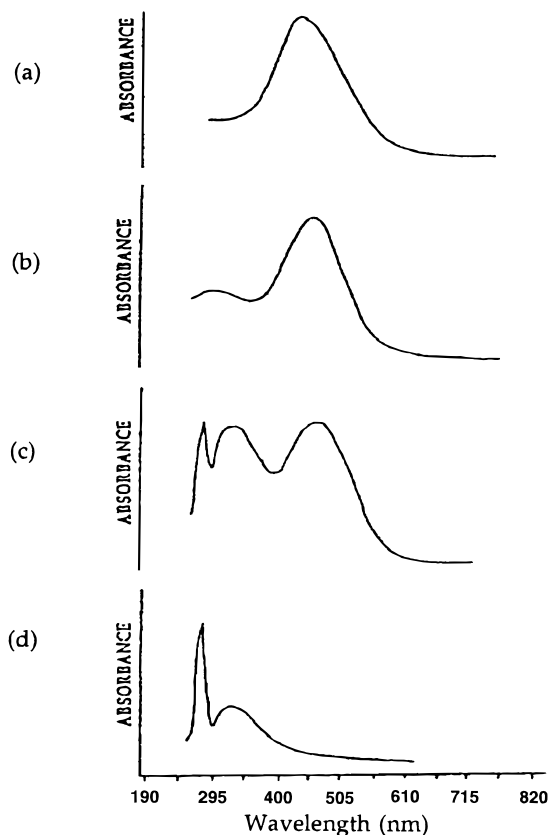 (a)
ABSORBANCE
(b)
ABSORBANCE
(c)
ABSORBANCE
(d)
ABSORBANCE
190 295 400 505 610 715 820
Wavelength (nm)